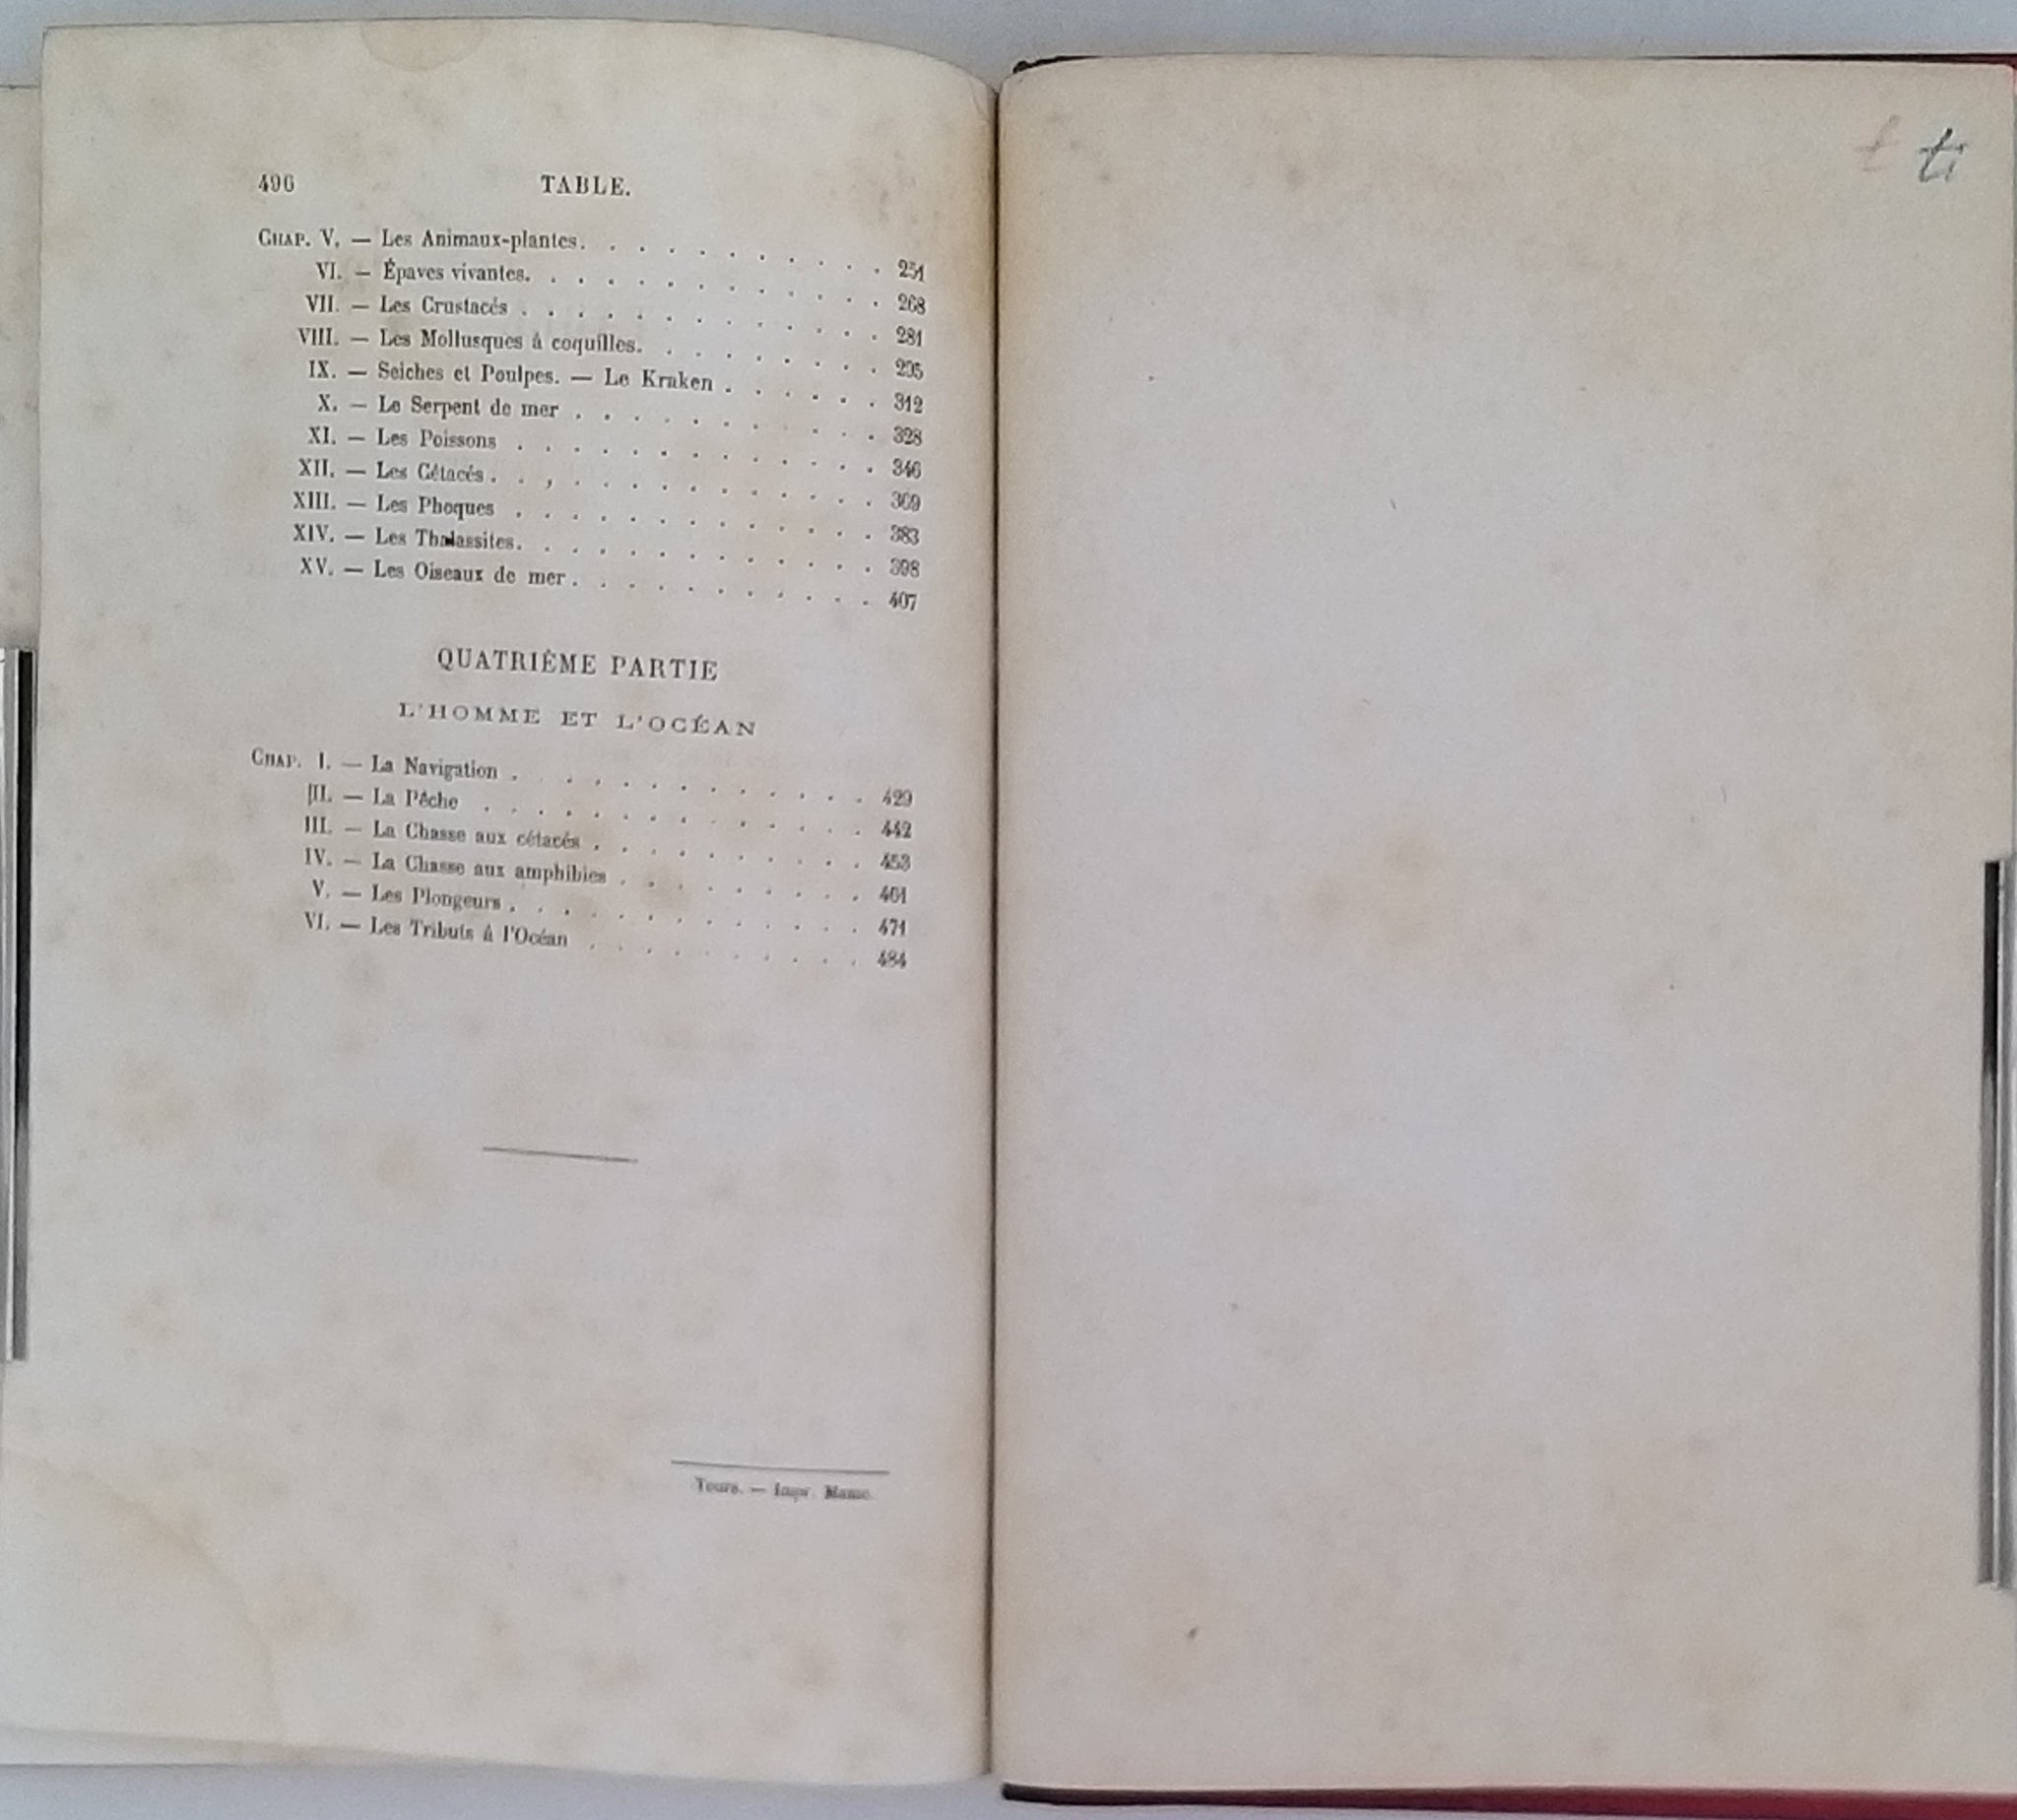 496 TABLE.
CHAP. V. — Les Animaux-plantes. . . . . . . . . . . 251
VI. — Épaves vivantes. . . . . . . . . . . . . 268
VII. — Les Crustacés . . . . . . . . . . . . . 281
VIII. — Les Mollusques à coquilles. . . . . . . . . 295
IX. — Seiches et Poulpes. — Le Kraken . . . . . . 312
X. — Le Serpent de mer . . . . . . . . . . . 328
XI. — Les Poissons . . . . . . . . . . . . . 346
XII. — Les Cétacés . . . . . . . . . . . . . . 369
XIII. — Les Phoques . . . . . . . . . . . . . 383
XIV. — Les Thalassites. . . . . . . . . . . . . 398
XV. — Les Oiseaux de mer . . . . . . . . . . . 407
QUATRIÈME PARTIE
L'HOMME ET L'OCÉAN
CHAP. I. — La Navigation . . . . . . . . . . . . 429
II. — La Pêche . . . . . . . . . . . . . . 442
III. — La Chasse aux cétacés . . . . . . . . . . 453
IV. — La Chasse aux amphibies . . . . . . . . . 461
V. — Les Plongeurs . . . . . . . . . . . . . 471
VI. — Les Tributs à l'Océan . . . . . . . . . . 484
Tours. — Impr. Mame.